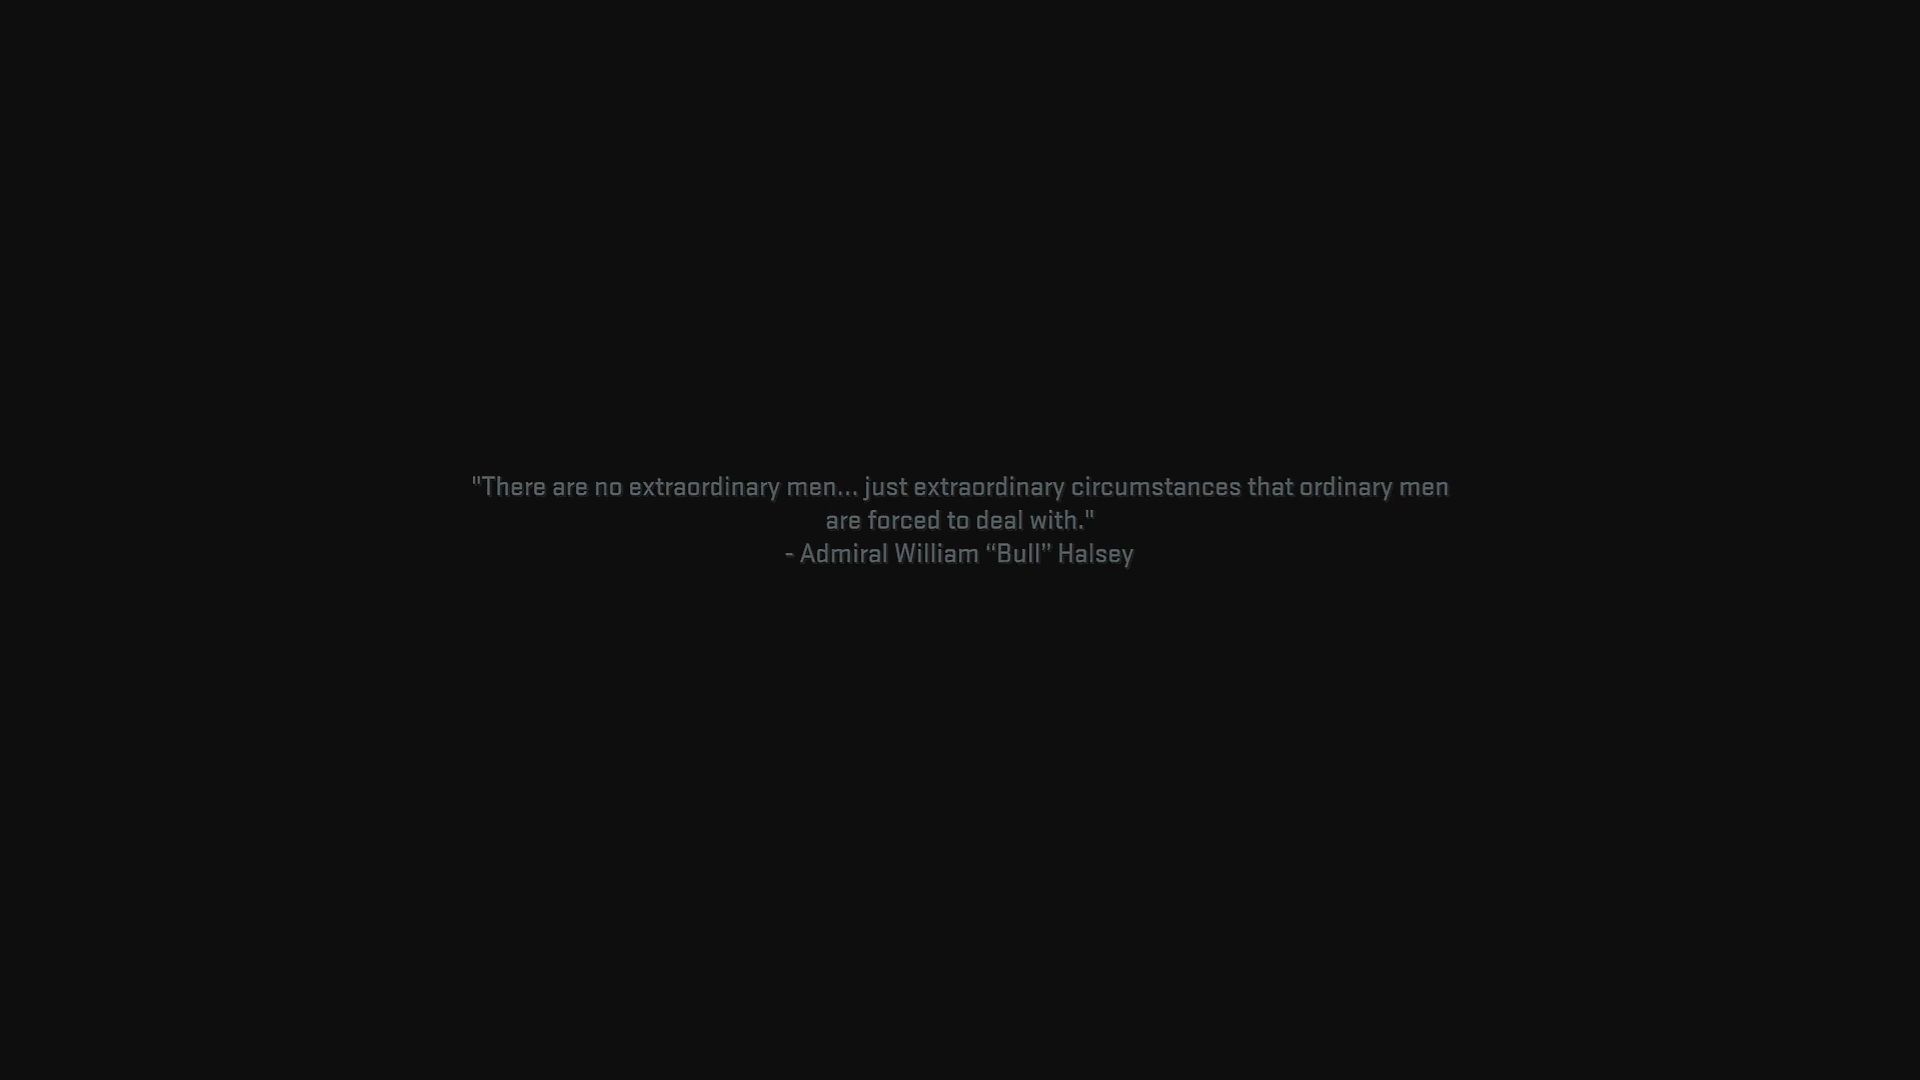 "There are no extraordinary men... just extraordinary circumstances that ordinary men
are forced to deal with."
- Admiral William “Bull” Halsey